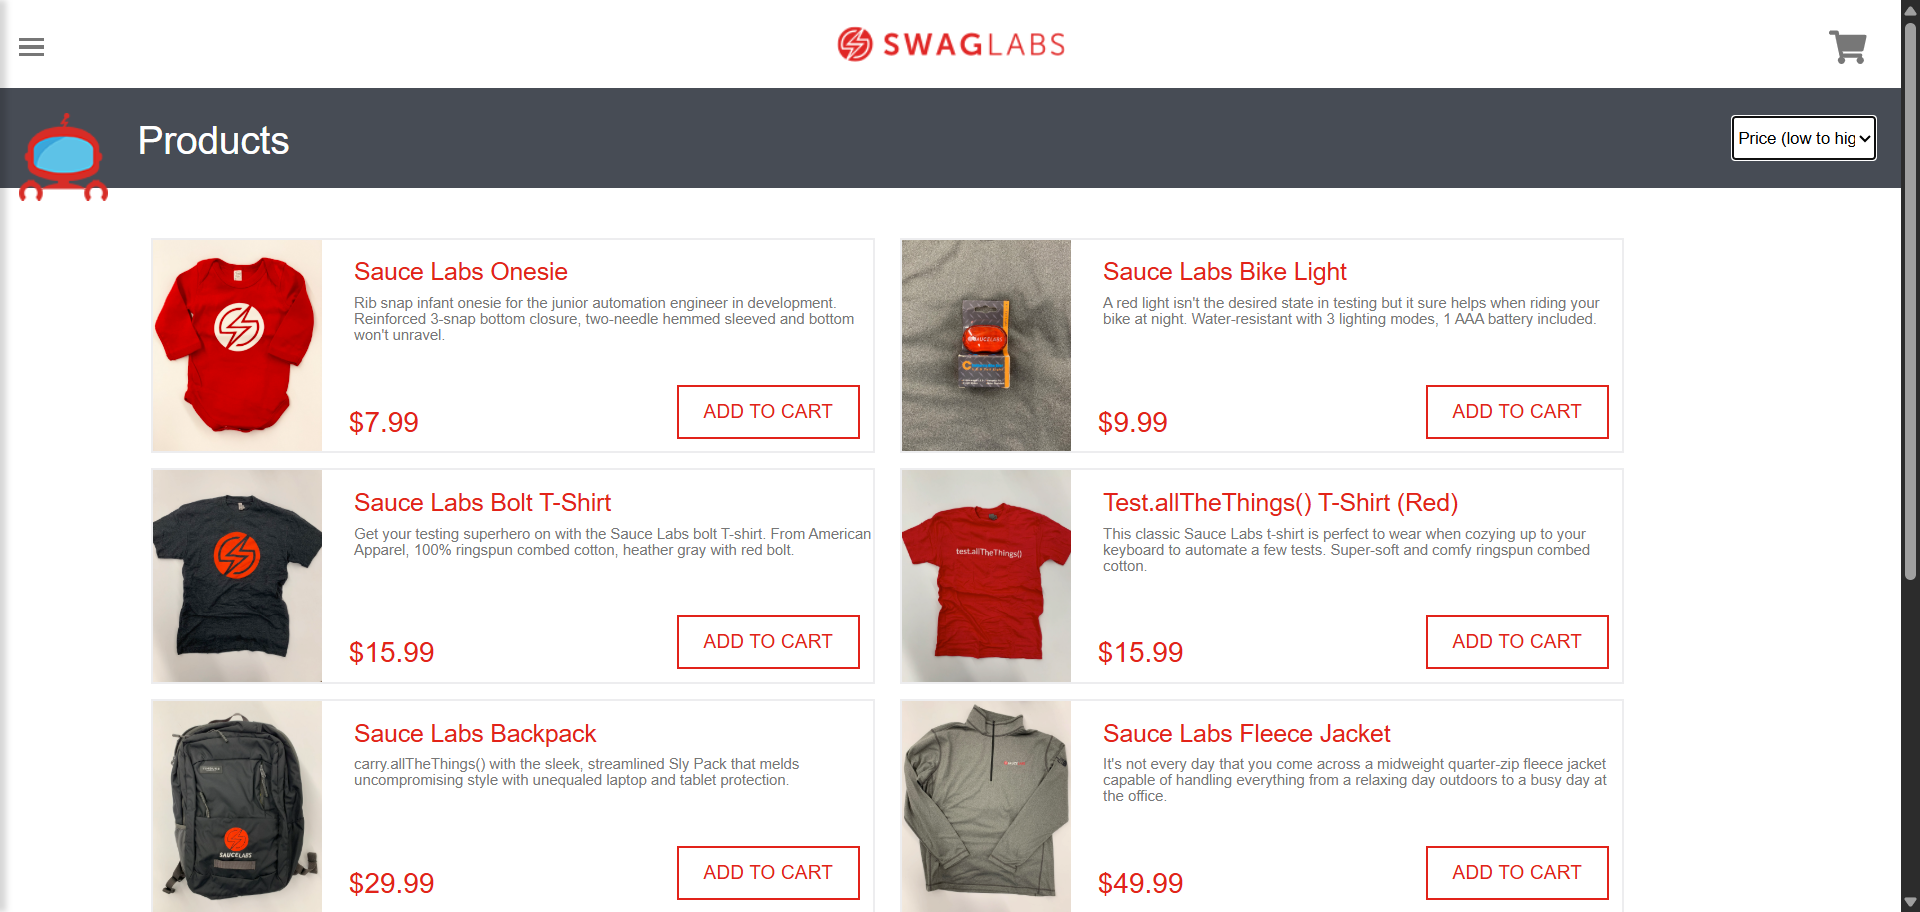 SWAGLABS
Products
Price (low to hig
Sauce Labs Onesie
Rib snap infant onesie for the junior automation engineer in development.
Reinforced 3-snap bottom closure, two-needle hemmed sleeved and bottom
won't unravel.
$7.99
ADD TO CART
Sauce Labs Bike Light
A red light isn't the desired state in testing but it sure helps when riding your
bike at night. Water-resistant with 3 lighting modes, 1 AAA battery included.
$9.99
ADD TO CART
SAUCELABS
Sauce Labs Bolt T-Shirt
Get your testing superhero on with the Sauce Labs bolt T-shirt. From American
Apparel, 100% ringspun combed cotton, heather gray with red bolt.
$15.99
ADD TO CART
test.allTheThings()
Test.allTheThings() T-Shirt (Red)
This classic Sauce Labs t-shirt is perfect to wear when cozying up to your
keyboard to automate a few tests. Super-soft and comfy ringspun combed
cotton.
$15.99
ADD TO CART
SAUCELABS
Sauce Labs Backpack
carry.allTheThings() with the sleek, streamlined Sly Pack that melds
uncompromising style with unequaled laptop and tablet protection.
$29.99
ADD TO CART
Sauce Labs Fleece Jacket
It's not every day that you come across a midweight quarter-zip fleece jacket
capable of handling everything from a relaxing day outdoors to a busy day at
the office.
$49.99
ADD TO CART